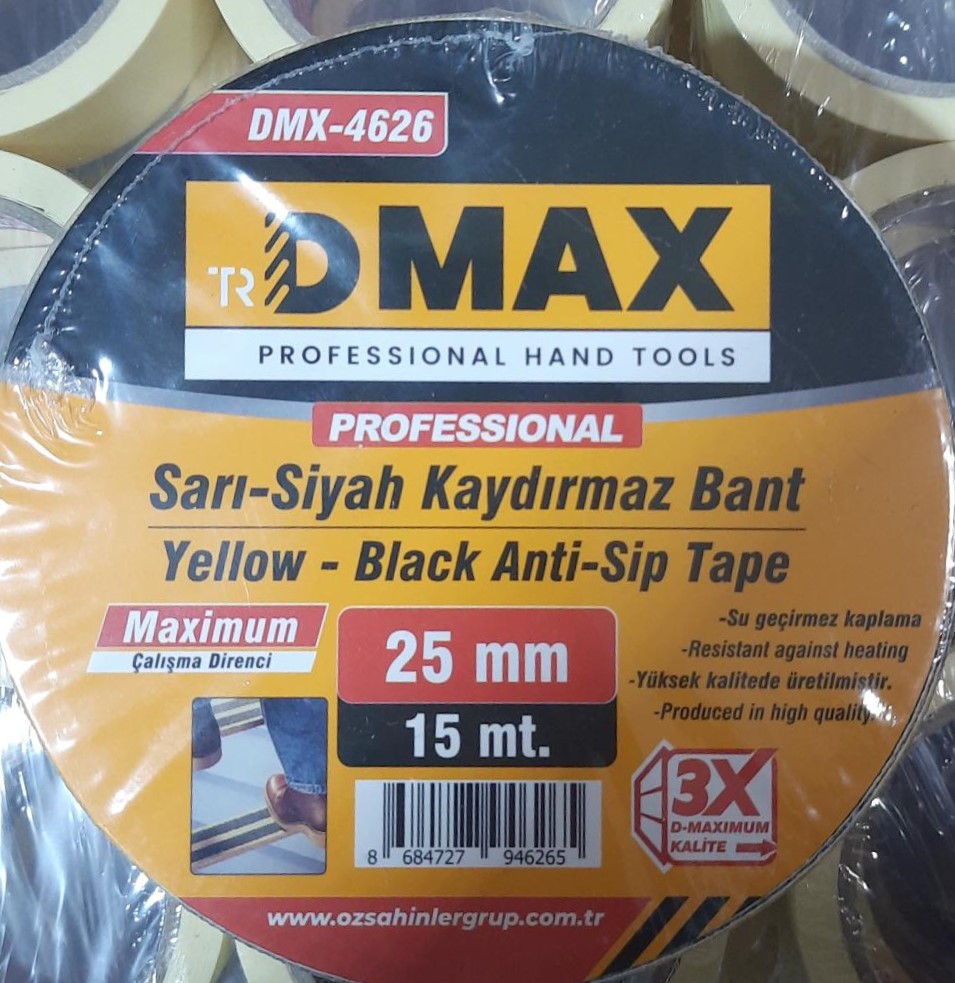 DMX-4626
TR DMAX
PROFESSIONAL HAND TOOLS
PROFESSIONAL
Sarı-Siyah Kaydırmaz Bant
Yellow - Black Anti-Sip Tape
Maximum
Çalışma Direnci
25 mm
15 mt.
-Su geçirmez kaplama
-Resistant against heating
-Yüksek kalitede üretilmistir.
-Produced in high quality.
8 684727 946265
3X
D-MAXIMUM
KALİTE
www.ozsahinlergrup.com.tr